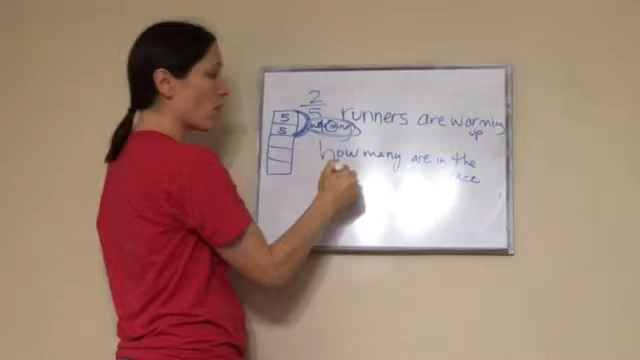 2
5 runners are warming
up
5
5
how many are in the